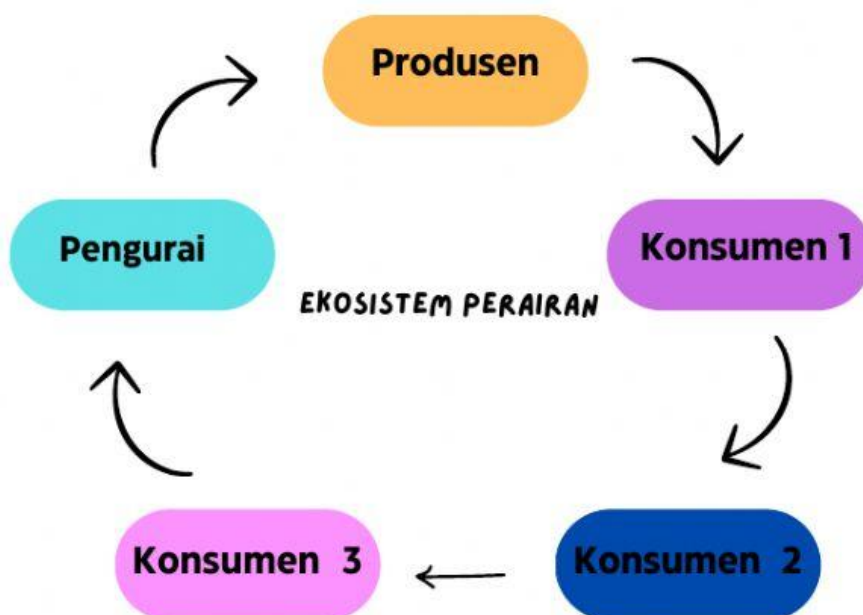 Produsen
Pengurai
Konsumen 1
EKOSISTEM PERAIRAN
Konsumen 3
Konsumen 2